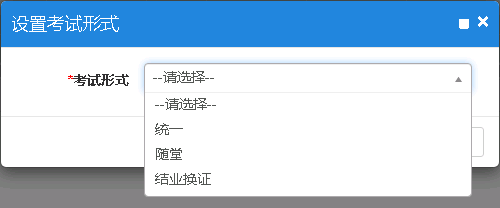 设置考试形式
*考试形式 --请选择--
--请选择--
统一
随堂
结业换证